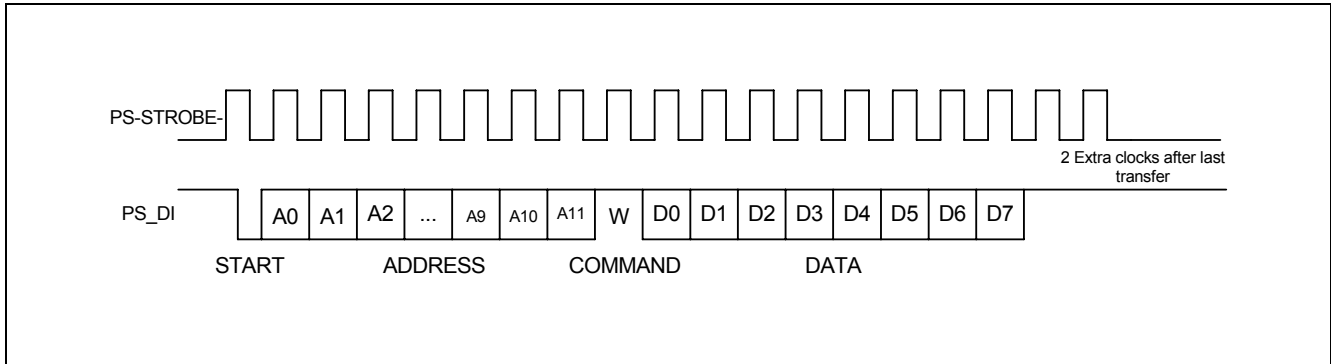 PS-STROBE-
2 Extra clocks after last
transfer
PS_DI A0 A1 A2 ... A9 A10 A11 W D0 D1 D2 D3 D4 D5 D6 D7
START ADDRESS COMMAND DATA